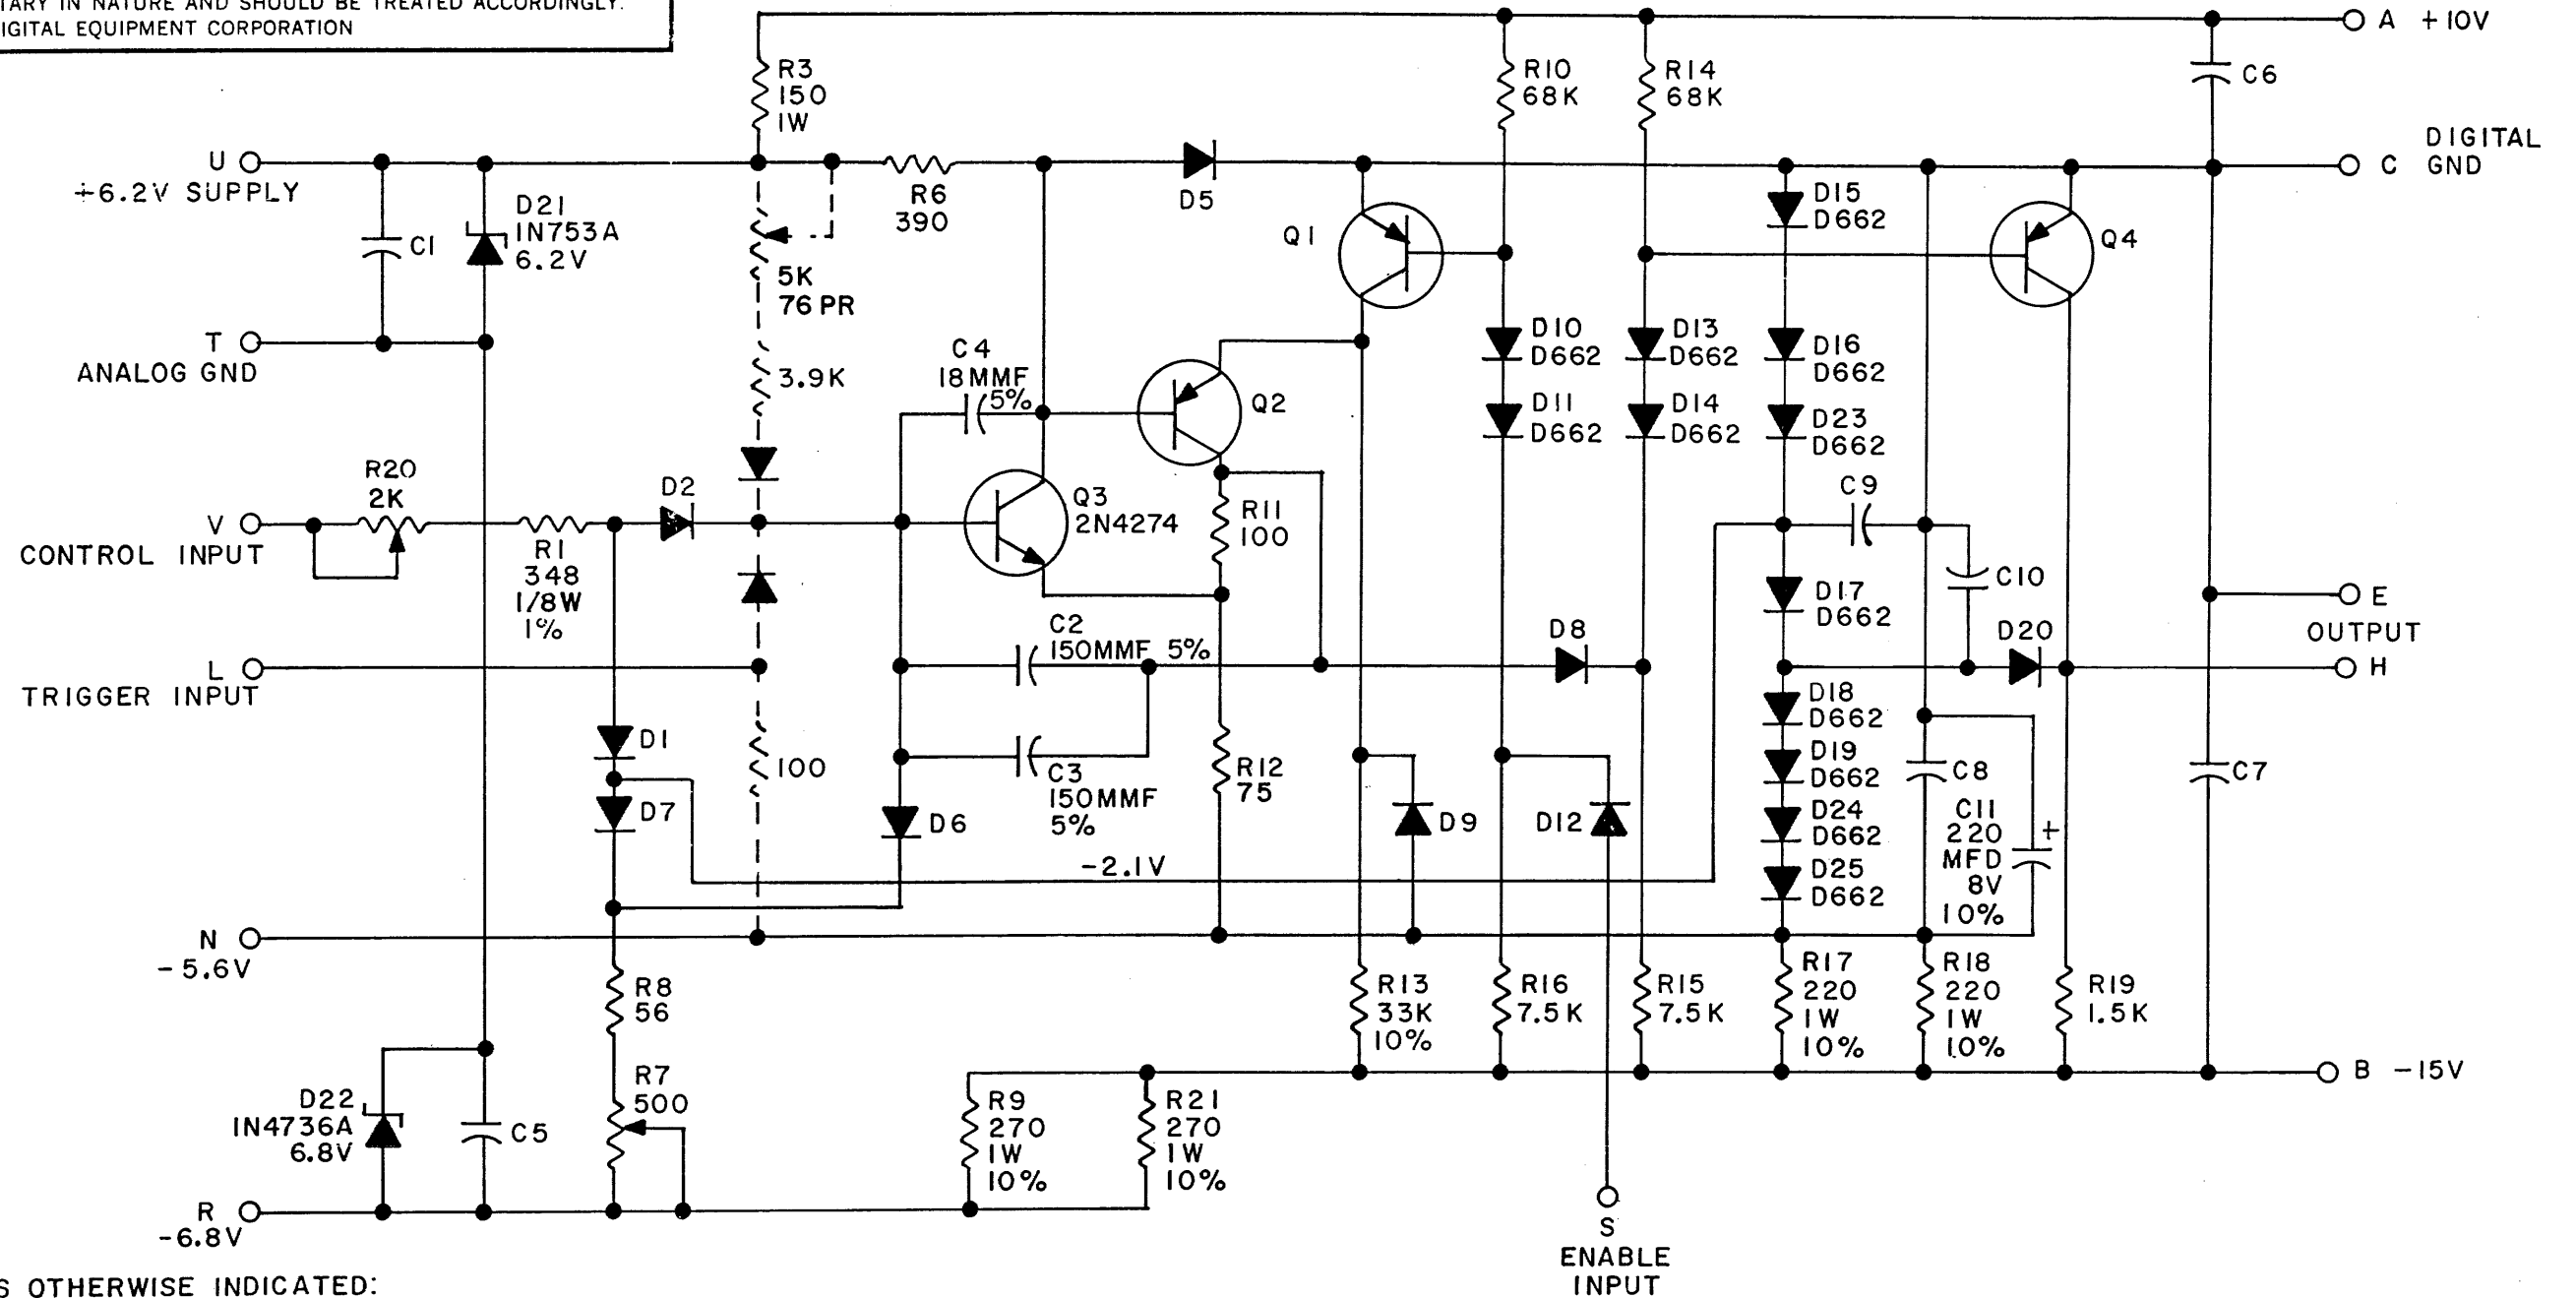 TARY IN NATURE AND SHOULD BE TREATED ACCORDINGLY.
IGITAL EQUIPMENT CORPORATION
A +10V
R3
150
1W
R10
68K
R14
68K
C6
U
+6.2V SUPPLY
DIGITAL
C GND
R6
390
D5
D21
IN753A
6.2V
C1
Q1
D15
D662
Q4
5K
76 PR
T
ANALOG GND
3.9K
C4
18MMF
5%
Q2
D10
D662
D13
D662
D16
D662
D11
D662
D14
D662
D23
D662
R20
2K
D2
V
CONTROL INPUT
R1
348
1/8W
1%
Q3
2N4274
R11
100
C9
C10
D17
D662
E
OUTPUT
H
C2
150MMF 5%
D8
D20
L
TRIGGER INPUT
D18
D662
D1
100
D7
C3
150MMF
5%
R12
75
D6
D9
D12
D19
D662
D24
D662
D25
D662
C8
C11
220
MFD
8V
10%
+
C7
-2.1V
N
-5.6V
R8
56
R13
33K
10%
R16
7.5K
R15
7.5K
R17
220
1W
10%
R18
220
1W
10%
R19
1.5K
B -15V
R7
500
D22
IN4736A
6.8V
C5
R9
270
1W
10%
R21
270
1W
10%
R
-6.8V
S
ENABLE
INPUT
S OTHERWISE INDICATED: